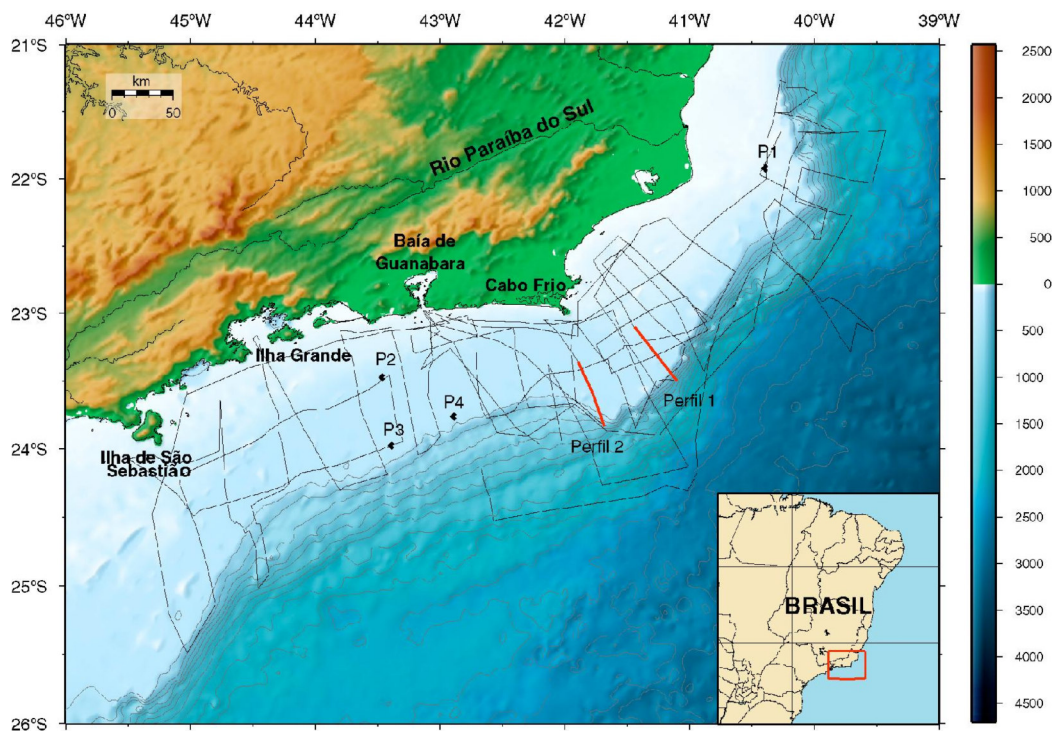 46°W 45°W 44°W 43°W 42°W 41°W 40°W 39°W
21°S
22°S
23°S
24°S
25°S
26°S
km
0 50
Rio Paraíba do Sul
P1
Baía de
Guanabara
Cabo Frio
Ilha Grande
P2
P4
P3
Perfil 1
Perfil 2
Ilha de São
Sebastião
BRASIL
2500
2000
1500
1000
500
0
500
1000
1500
2000
2500
3000
3500
4000
4500